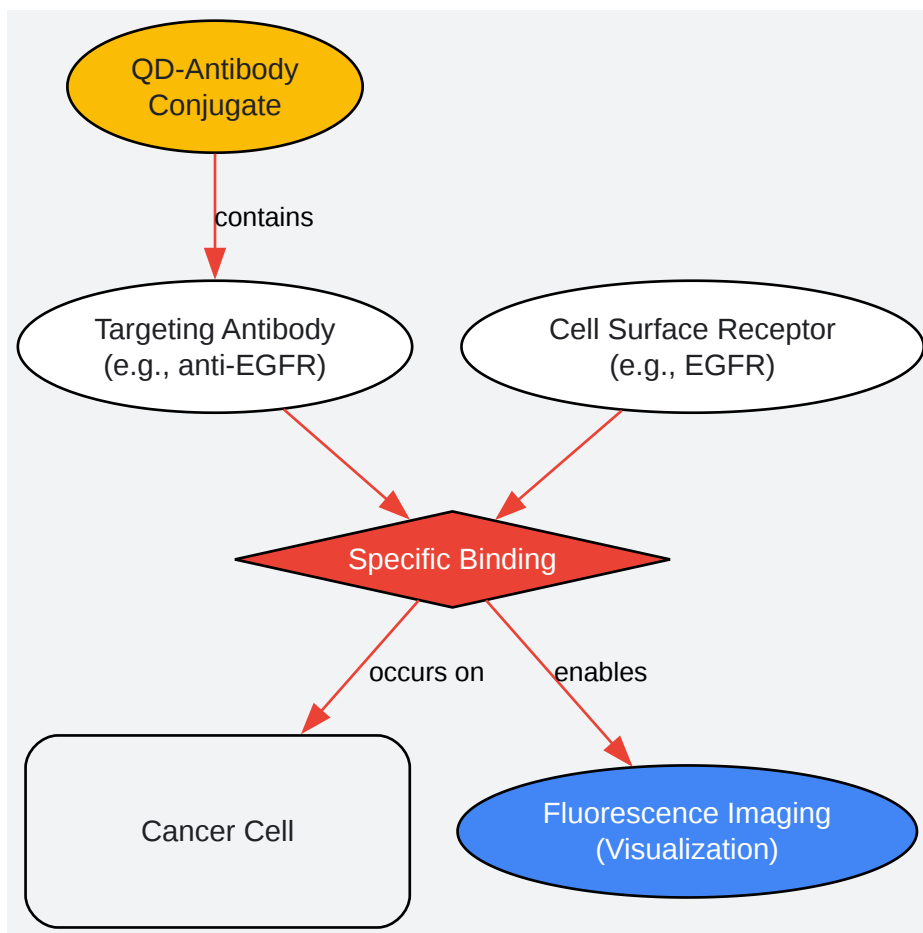 QD-Antibody
Conjugate
contains
Targeting Antibody
(e.g., anti-EGFR)
Cell Surface Receptor
(e.g., EGFR)
Specific Binding
occurs on
enables
Cancer Cell
Fluorescence Imaging
(Visualization)